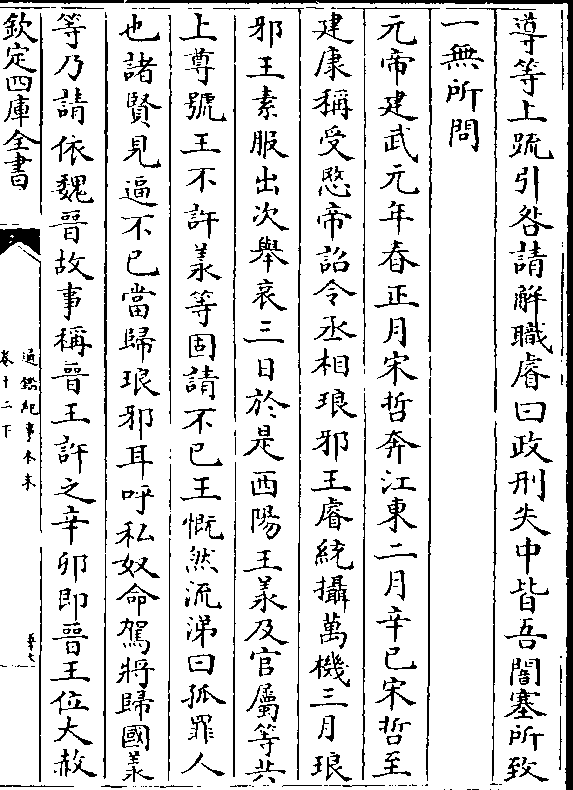 導等上疏引咎請解職睿曰政刑失中皆吾闇塞所致
一無所問
元帝建武元年春正月宋哲奔江東二月辛巳宋哲至
建康稱受愍帝詔令丞相琅邪王睿統攝萬機三月琅
邪王素服出次舉哀三日於是西陽王羕及官屬等共
上尊號王不許羕等固請不已王慨然流涕曰孤罪人
也諸賢見逼不已當歸琅邪耳呼私奴命駕將歸國羕
等乃請依魏晉故事稱晉王許之辛卯即晉王位大赦
欽定四庫全書
通鑑紀事本末
卷十二下